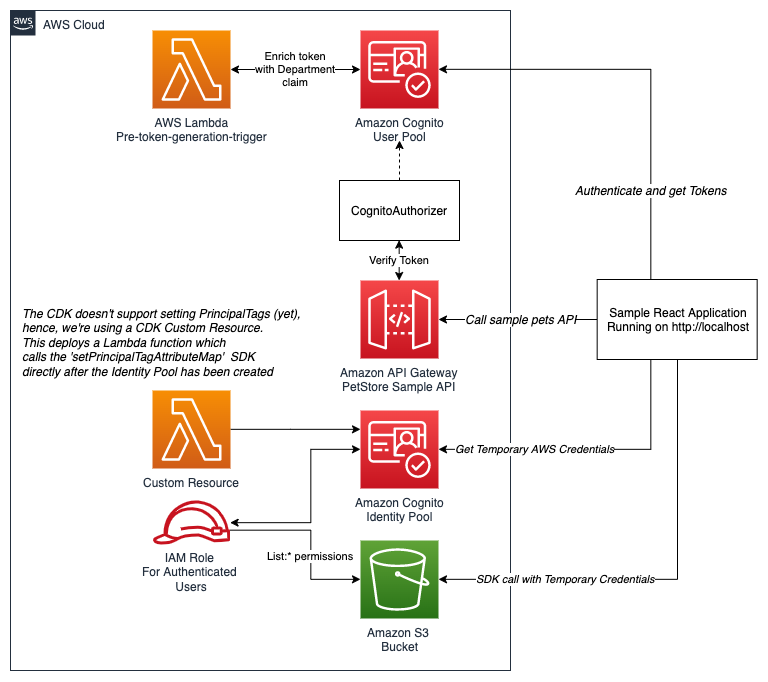 aws
AWS Cloud
Enrich token
with Department
claim
AWS Lambda
Pre-token-generation-trigger
Amazon Cognito
User Pool
Authenticate and get Tokens
CognitoAuthorizer
Verify Token
The CDK doesn't support setting PrincipalTags (yet),
hence, we're using a CDK Custom Resource.
This deploys a Lambda function which
calls the 'setPrincipalTagAttributeMap'  SDK
directly after the Identity Pool has been created
Call sample pets API
Sample React Application
Running on http://localhost
Amazon API Gateway
PetStore Sample API
Custom Resource
Get Temporary AWS Credentials
Amazon Cognito
Identity Pool
IAM Role
For Authenticated
Users
List:* permissions
SDK call with Temporary Credentials
Amazon S3
Bucket